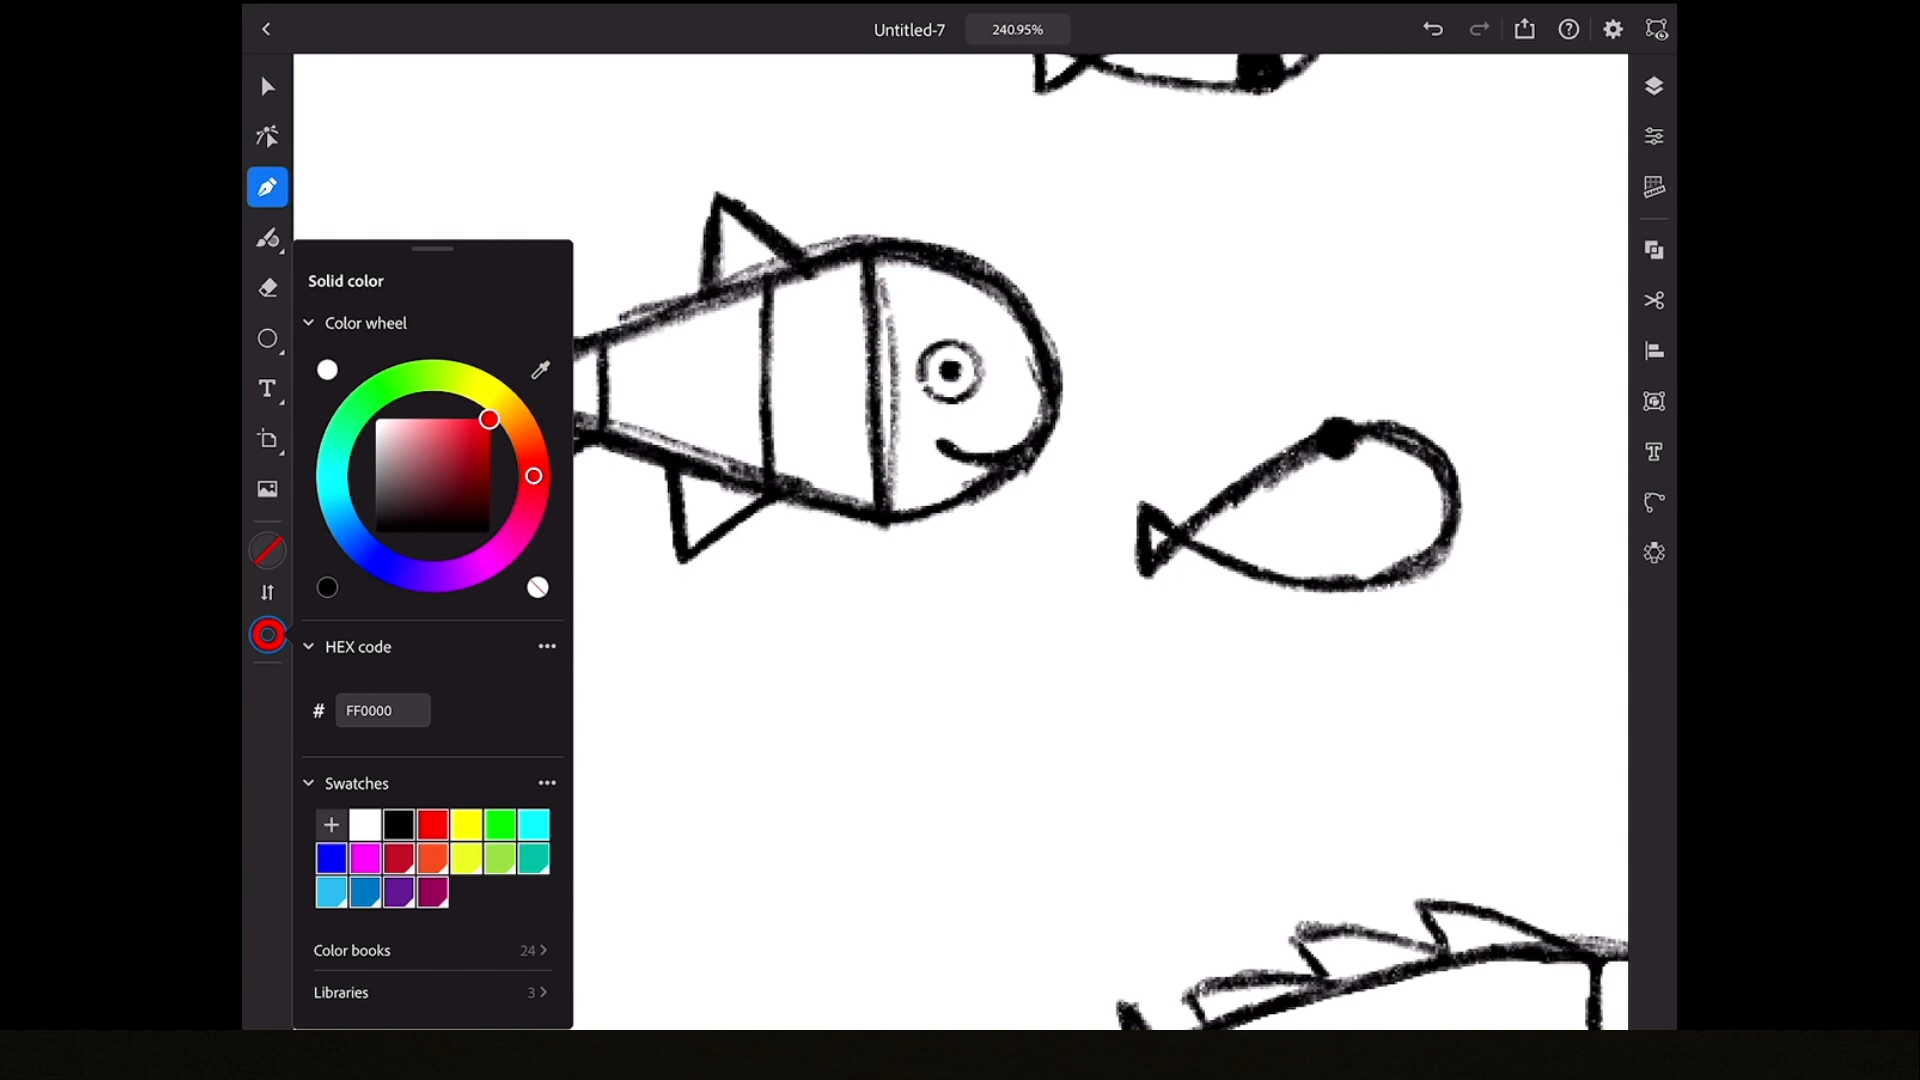 Untitled-7
240.95%
Solid color
Color wheel
HEX code
# FF0000
Swatches
Color books 24
Libraries 3